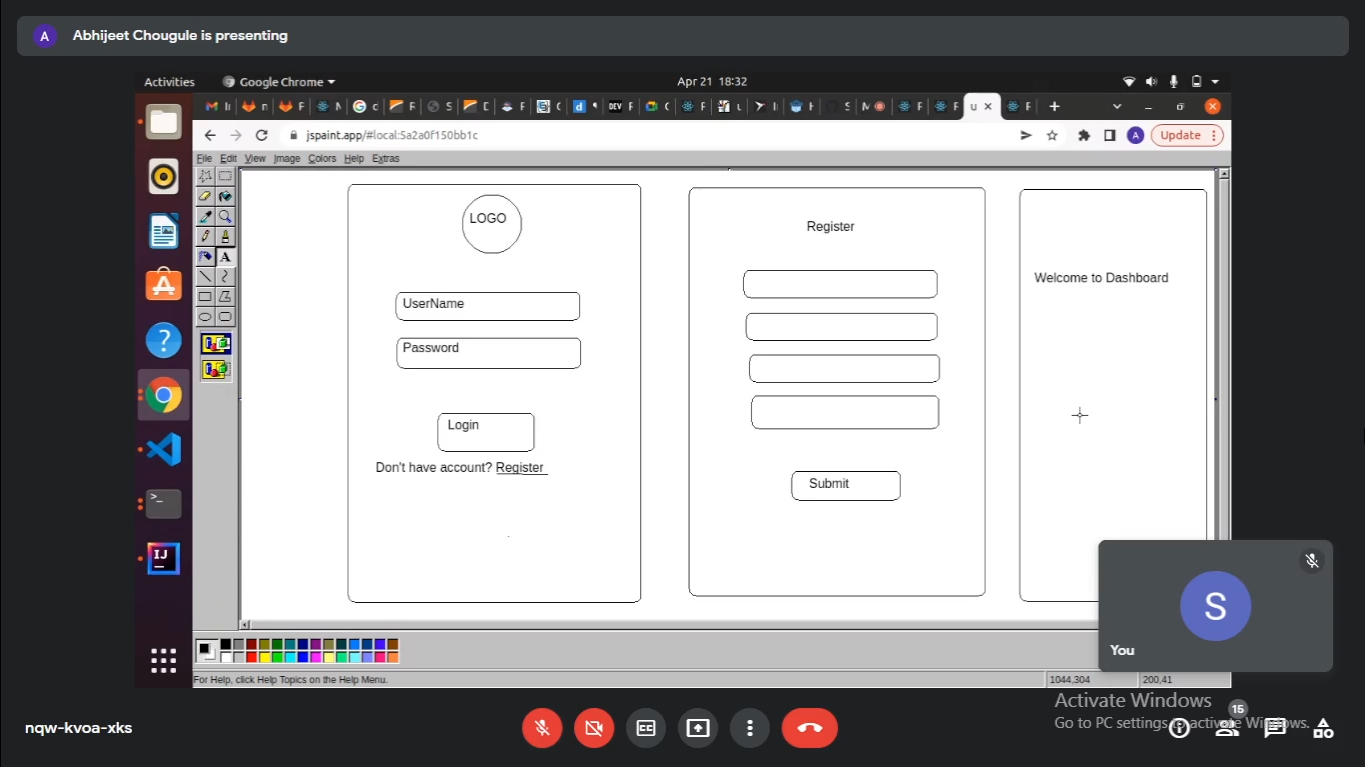 A Abhijeet Chougule is presenting
Activities Google Chrome Apr 21 18:32
DEV
jspaint.app/#local:5a2a0f150bb1c A Update
File Edit View Image Colors Help Extras
LOGO
UserName
Password
Login
Don't have account? Register
Register
Submit
Welcome to Dashboard
S
You
For Help, click Help Topics on the Help Menu. 1044,304 200,41
Activate Windows
Go to PC settings to activate Windows.
nqw-kvoa-xks
15